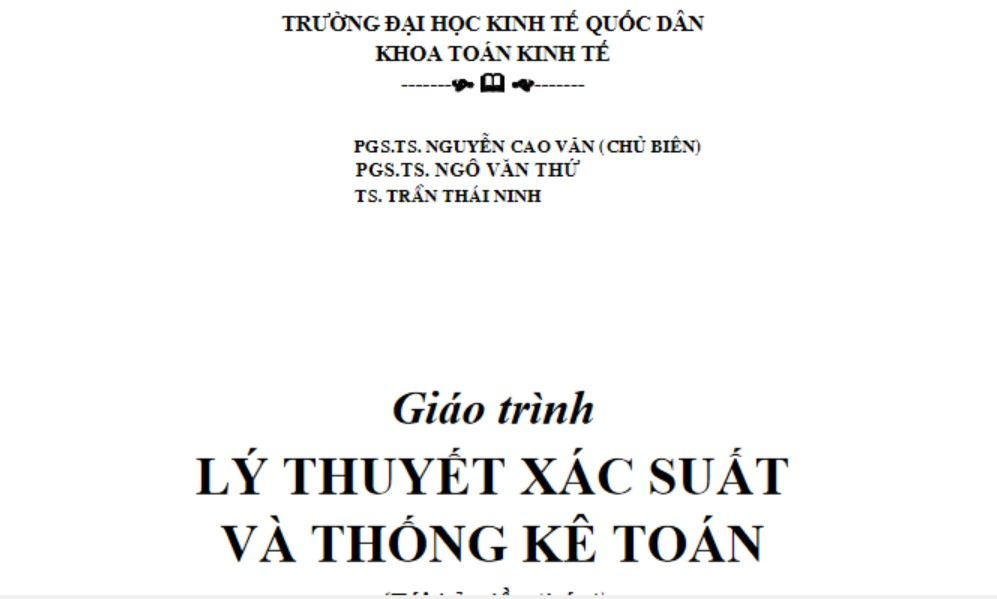 TRƯỜNG ĐẠI HỌC KINH TẾ QUỐC DÂN
KHOA TOÁN KINH TẾ
PGS.TS. NGUYỄN CAO VĂN (CHỦ BIÊN)
PGS.TS. NGÔ VĂN THỨ
TS. TRẦN THÁI NINH
Giáo trình
LÝ THUYẾT XÁC SUẤT
VÀ THỐNG KÊ TOÁN